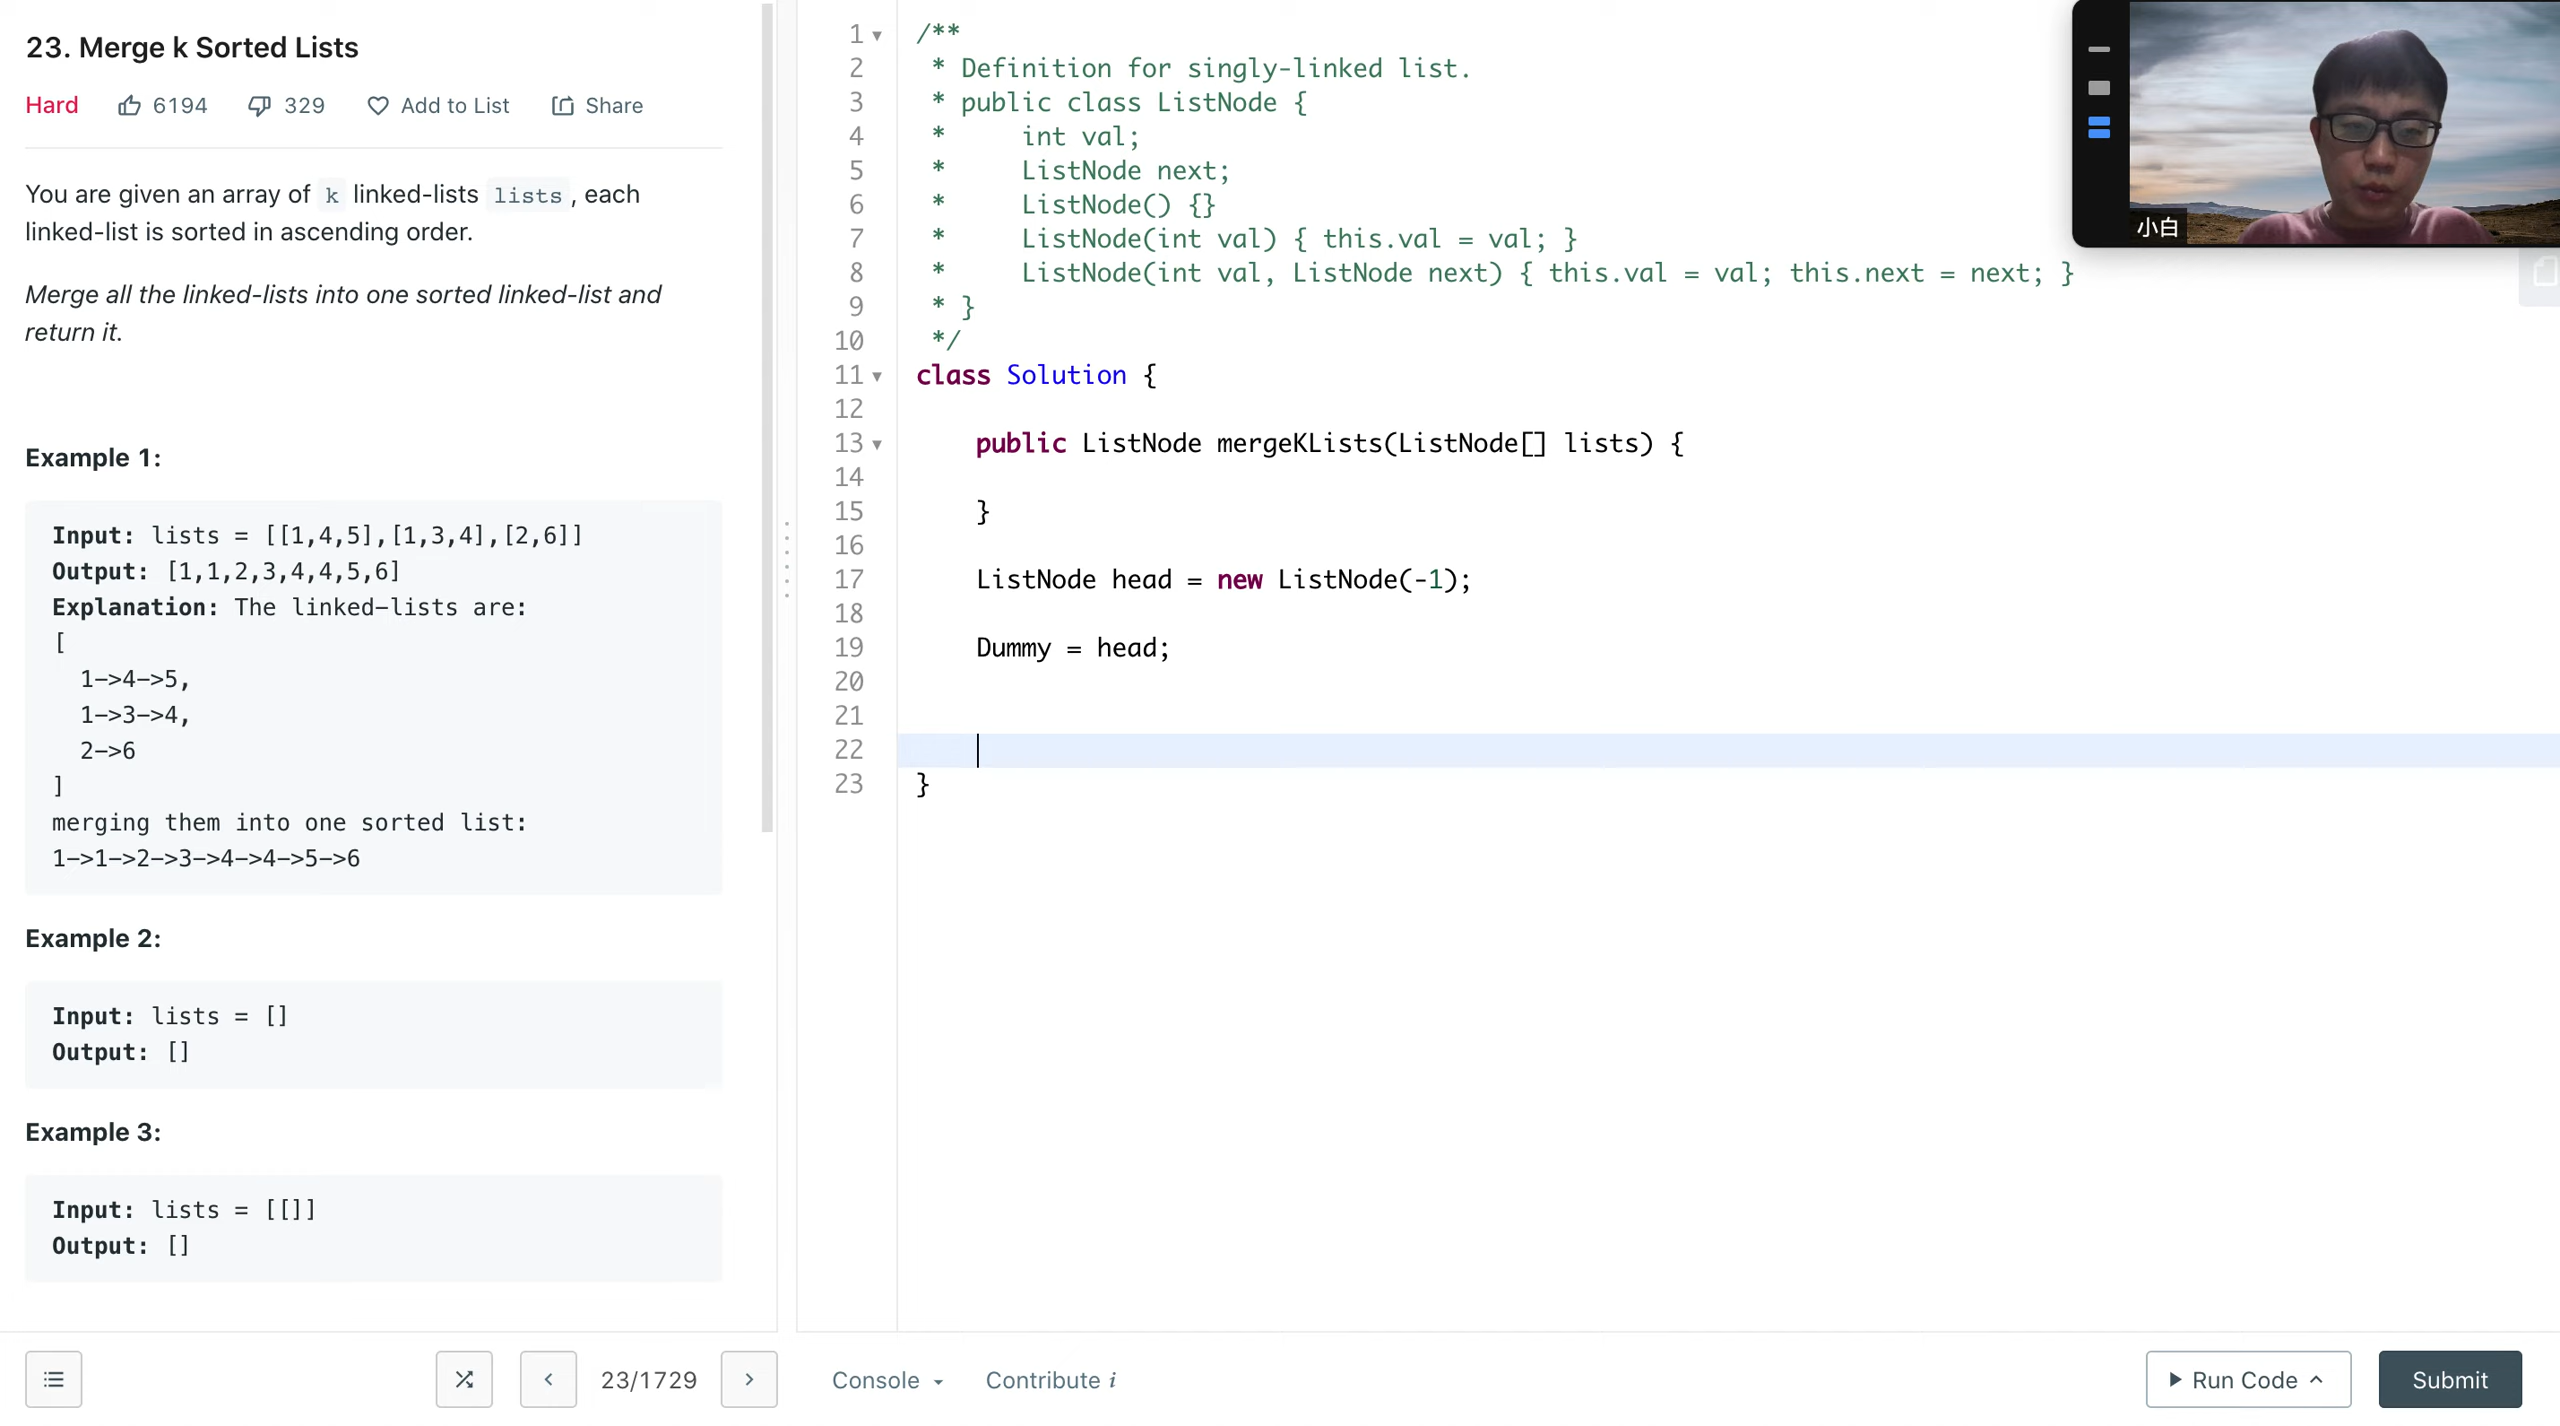 23. Merge k Sorted Lists
Hard 6194 329 Add to List Share
You are given an array of k linked-lists lists, each
linked-list is sorted in ascending order.
Merge all the linked-lists into one sorted linked-list and
return it.
Example 1:
Input: lists = [[1,4,5],[1,3,4],[2,6]]
Output: [1,1,2,3,4,4,5,6]
Explanation: The linked-lists are:
[
  1->4->5,
  1->3->4,
  2->6
]
merging them into one sorted list:
1->1->2->3->4->4->5->6
Example 2:
Input: lists = []
Output: []
Example 3:
Input: lists = [[]]
Output: []
23/1729
1 /**
2  * Definition for singly-linked list.
3  * public class ListNode {
4  *     int val;
5  *     ListNode next;
6  *     ListNode() {}
7  *     ListNode(int val) { this.val = val; }
8  *     ListNode(int val, ListNode next) { this.val = val; this.next = next; }
9  * }
10  */
11 class Solution {
12
13     public ListNode mergeKLists(ListNode[] lists) {
14
15     }
16
17     ListNode head = new ListNode(-1);
18
19     Dummy = head;
20
21
22
23 }
Console Contribute i
Run Code Submit
小白